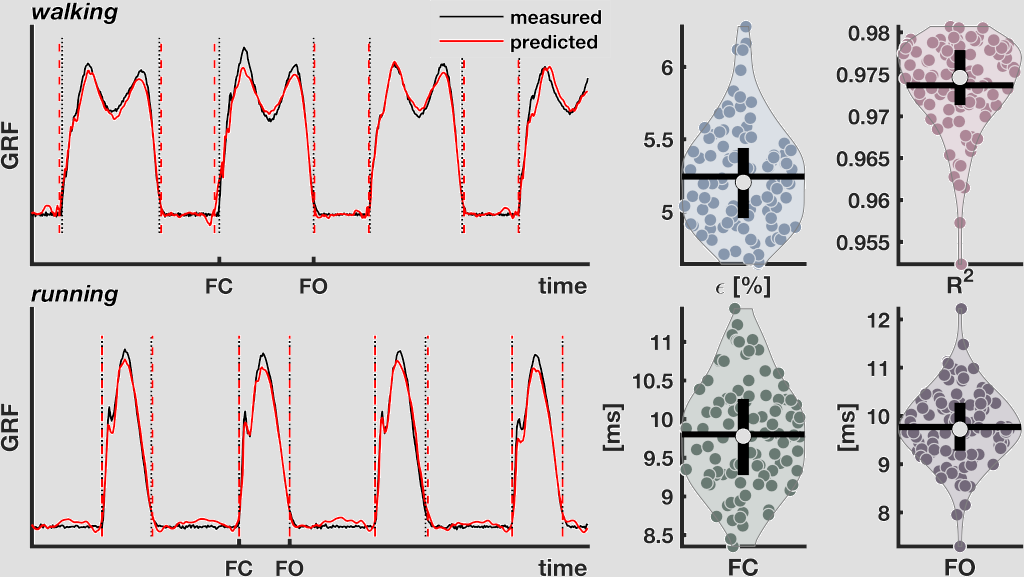 walking
measured
predicted
GRF
FC
FO
time
running
GRF
FC
FO
time
6
5.5
5
ϵ [%]
0.98
0.975
0.97
0.965
0.96
0.955
R²
11
10.5
10
9.5
9
8.5
[ms]
FC
12
11
10
9
8
[ms]
FO